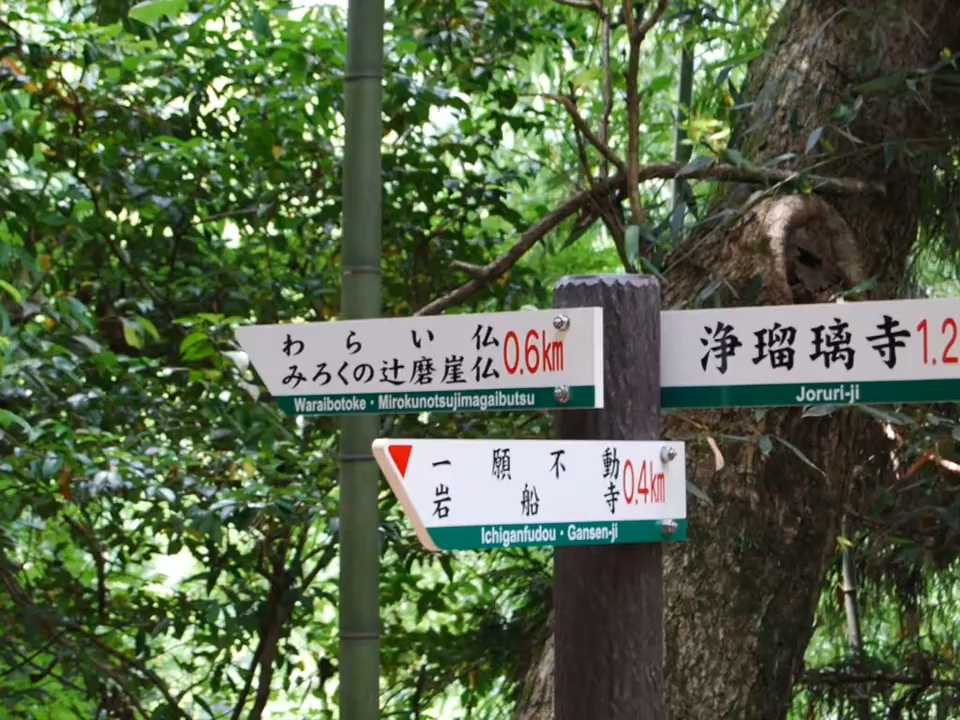 わらい仏
みろくの辻磨崖仏
0.6km
Waraibotoke・Mirokunotsujimagaibutsu
浄瑠璃寺 1.2
Joruri-ji
一願不動
岩船寺
0.4km
Ichiganfudou・Gansen-ji